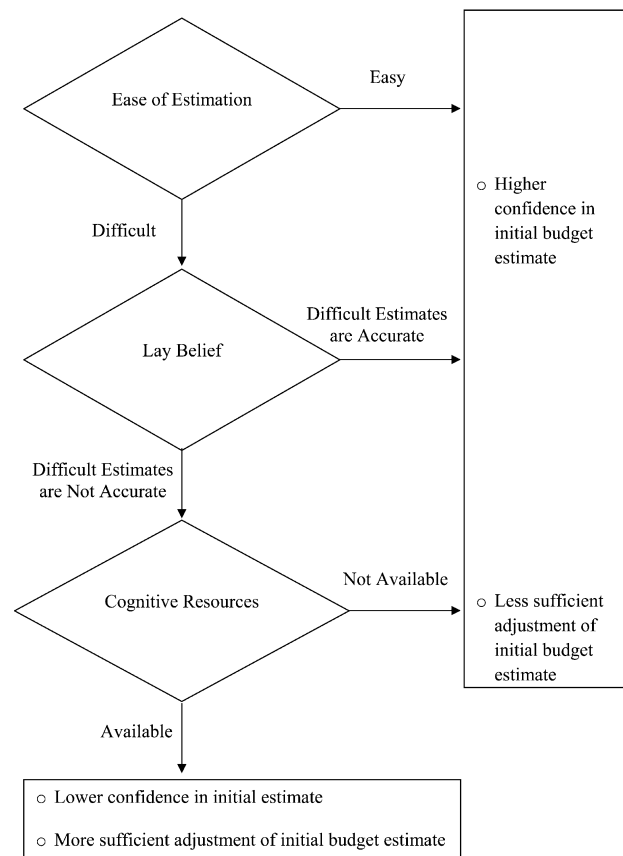 Ease of Estimation
Easy
Difficult
○ Higher
confidence in
initial budget
estimate
Lay Belief
Difficult Estimates
are Accurate
Difficult Estimates
are Not Accurate
Cognitive Resources
Not Available
○ Less sufficient
adjustment of
initial budget
estimate
Available
○ Lower confidence in initial estimate
○ More sufficient adjustment of initial budget estimate